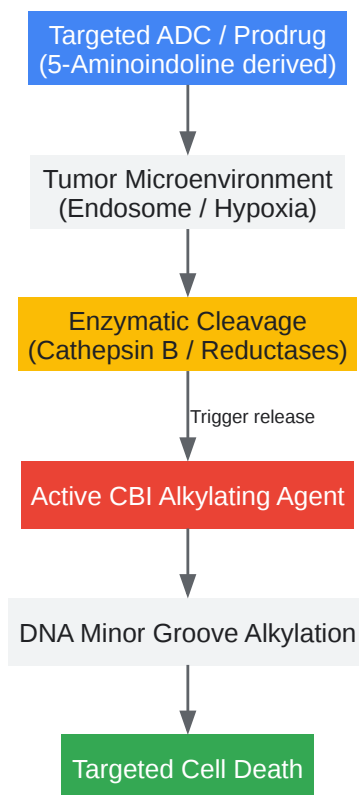 Targeted ADC / Prodrug
(5-Aminoindoline derived)
Tumor Microenvironment
(Endosome / Hypoxia)
Enzymatic Cleavage
(Cathepsin B / Reductases)
Trigger release
Active CBI Alkylating Agent
DNA Minor Groove Alkylation
Targeted Cell Death